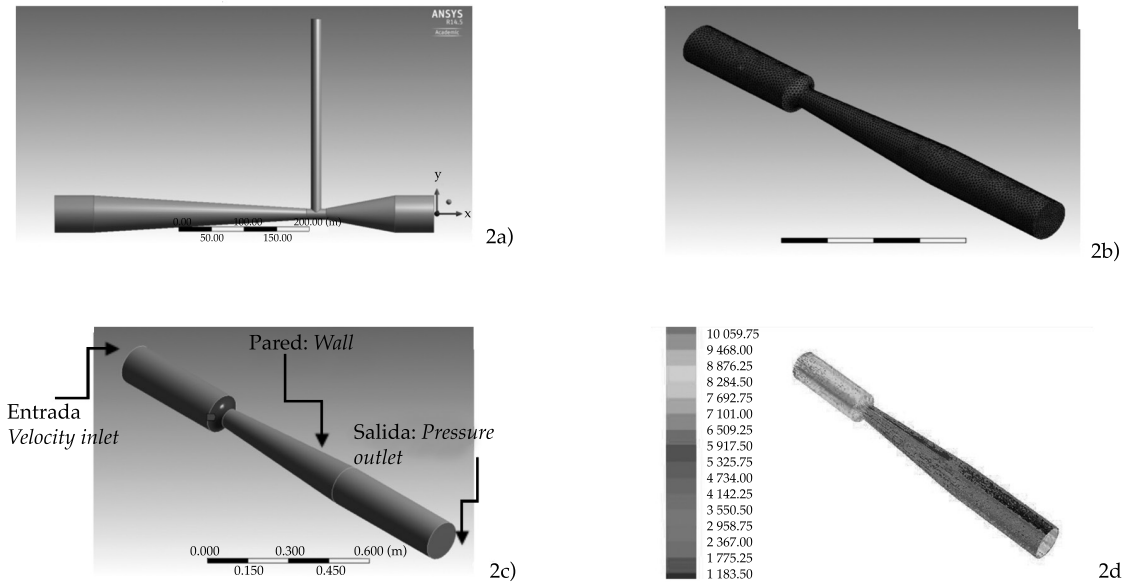 ANSYS
R14.5
Academic
y
x
0.00 100.00 200.00 (m)
50.00 150.00
2a)
2b)
Pared: Wall
Entrada
Velocity inlet
Salida: Pressure
outlet
0.000 0.300 0.600 (m)
0.150 0.450
2c)
10 059.75
9 468.00
8 876.25
8 284.50
7 692.75
7 101.00
6 509.25
5 917.50
5 325.75
4 734.00
4 142.25
3 550.50
2 958.75
2 367.00
1 775.25
1 183.50
2d